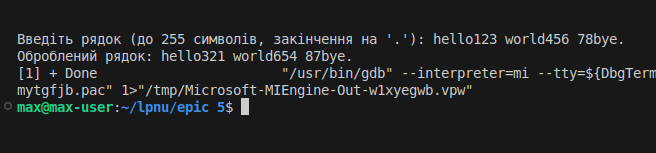 Введіть рядок (до 255 символів, закінчення на '.'): hello123 world456 78bye.
Оброблений рядок: hello321 world654 87bye.
[1] + Done                       "/usr/bin/gdb" --interpreter=mi --tty=${DbgTerm
mytgfjb.pac" 1>"/tmp/Microsoft-MIEngine-Out-w1xyegwb.vpw"
max@max-user:~/lpnu/epic 5$